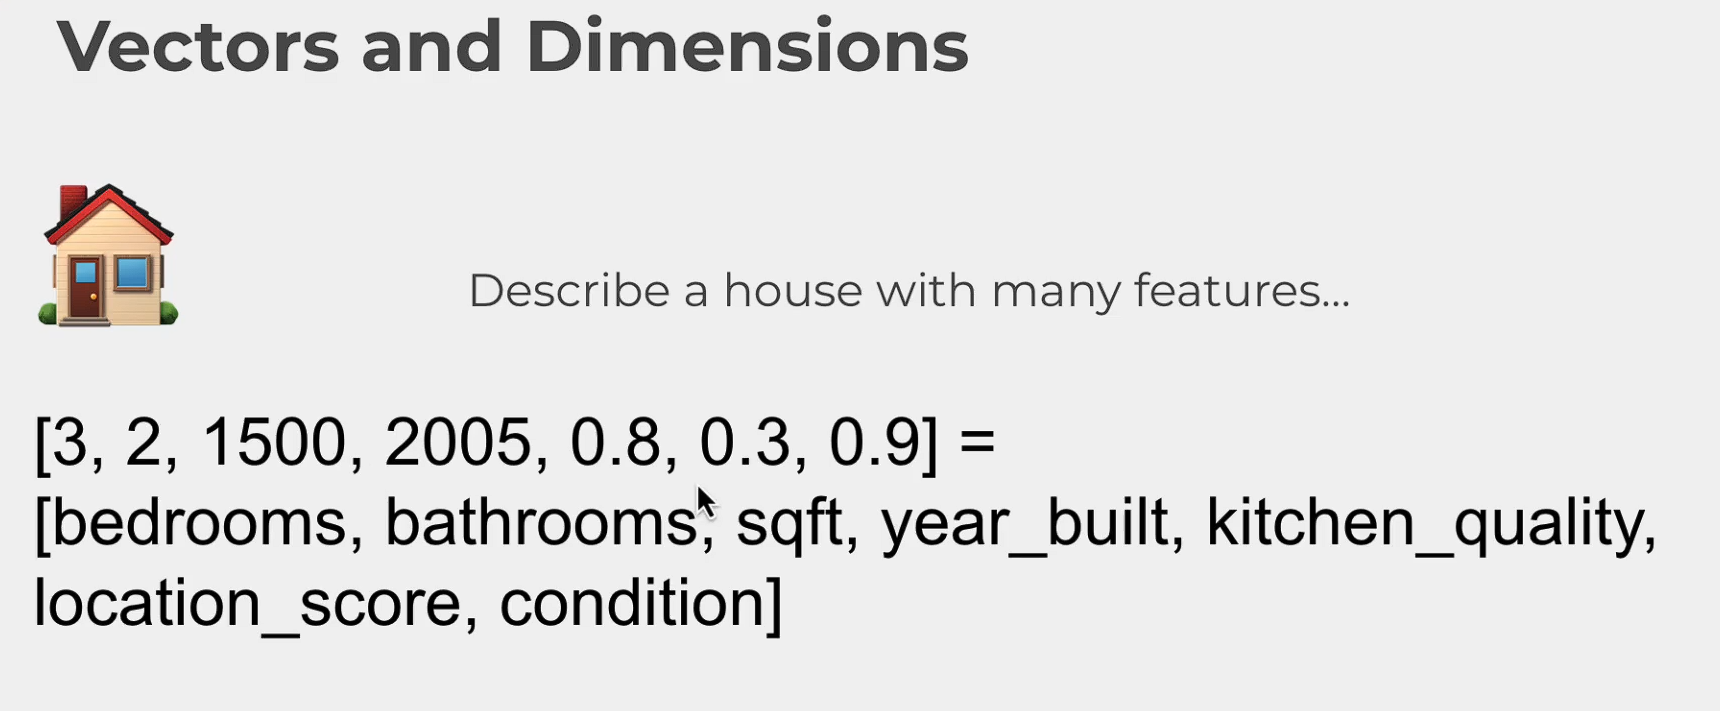 Vectors and Dimensions
Describe a house with many features...
[3, 2, 1500, 2005, 0.8, 0.3, 0.9] =
[bedrooms, bathrooms, sqft, year_built, kitchen_quality,
location_score, condition]